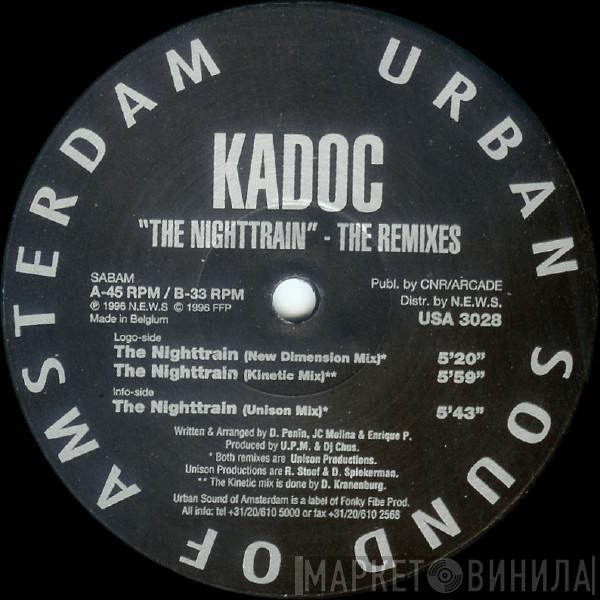 URBAN SOUND OF AMSTERDAM
KADOC
"THE NIGHTTRAIN" - THE REMIXES
SABAM
A-45 RPM / B-33 RPM
℗ 1996 N.E.W.S © 1996 FFP
Made in Belgium
Publ. by CNR/ARCADE
Distr. by N.E.W.S.
USA 3028
Logo-side
The Nighttrain (New Dimension Mix)* 5'20"
The Nighttrain (Kinetic Mix)** 5'59"
Info-side
The Nighttrain (Unison Mix)* 5'43"
Written & Arranged by D. Penin, JC Molina & Enrique P.
Produced by U.P.M. & Dj Chus.
* Both remixes are Unison Productions.
Unison Productions are R. Stoof & D. Spiekerman.
** The Kinetic mix is done by D. Kranenburg.
Urban Sound of Amsterdam is a label of Fonky Fibe Prod.
All info: tel +31/20/610 5000 or fax +31/20/610 2568
МАРКЕТ ВИНИЛА